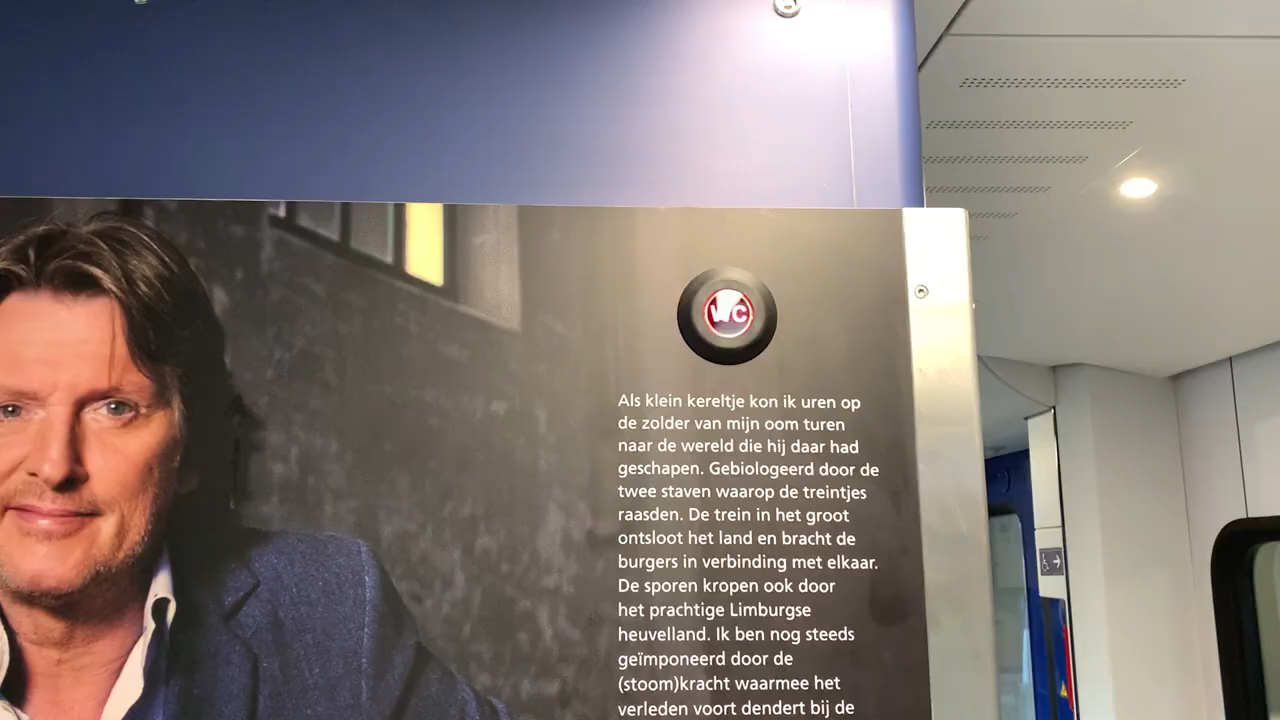 WC
Als klein kereltje kon ik uren op
de zolder van mijn oom turen
naar de wereld die hij daar had
geschapen. Gebiologeerd door de
twee staven waarop de treintjes
raasden. De trein in het groot
ontsloot het land en bracht de
burgers in verbinding met elkaar.
De sporen kropen ook door
het prachtige Limburgse
heuvelland. Ik ben nog steeds
geïmponeerd door de
(stoom)kracht waarmee het
verleden voort dendert bij de